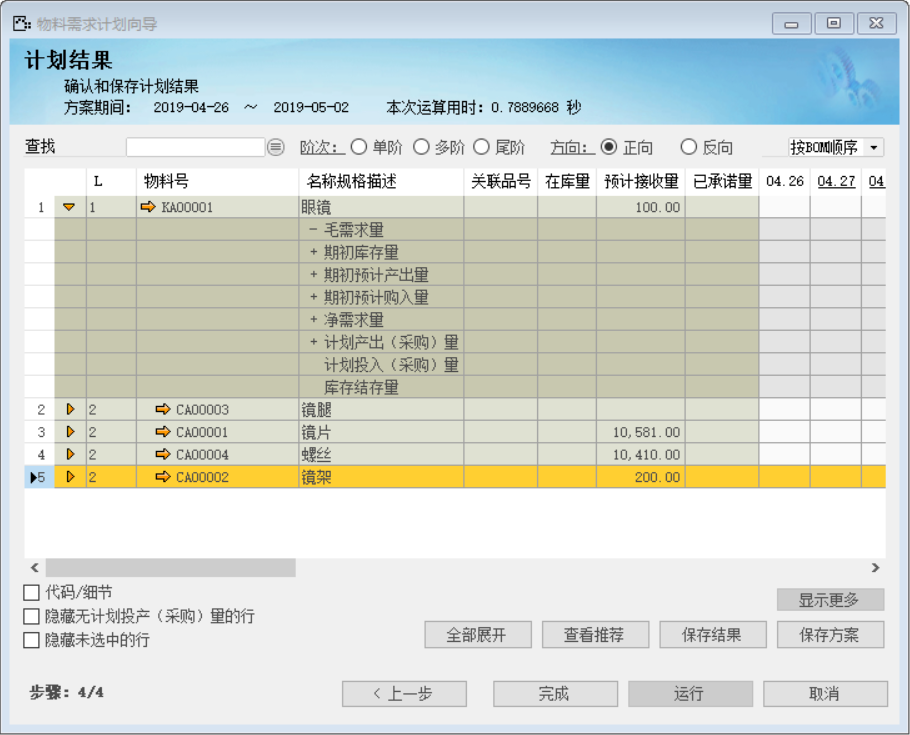 物料需求计划向导
计划结果
确认和保存计划结果
方案期间： 2019-04-26 ～ 2019-05-02 本次运算用时：0.7889668 秒
查找 阶次： 单阶 多阶 尾阶 方向： 正向 反向 按BOM顺序
L 物料号 名称规格描述 关联品号 在库量 预计接收量 已承诺量 04.26 04.27 04
1 1 KA00001 眼镜 100.00
- 毛需求量
+ 期初库存量
+ 期初预计产出量
+ 期初预计购入量
+ 净需求量
+ 计划产出（采购）量
计划投入（采购）量
库存结存量
2 2 CA00003 镜腿
3 2 CA00001 镜片 10,581.00
4 2 CA00004 螺丝 10,410.00
5 2 CA00002 镜架 200.00
代码/细节
显示更多
隐藏无计划投产（采购）量的行
隐藏未选中的行
全部展开 查看推荐 保存结果 保存方案
步骤：4/4 < 上一步 完成 运行 取消